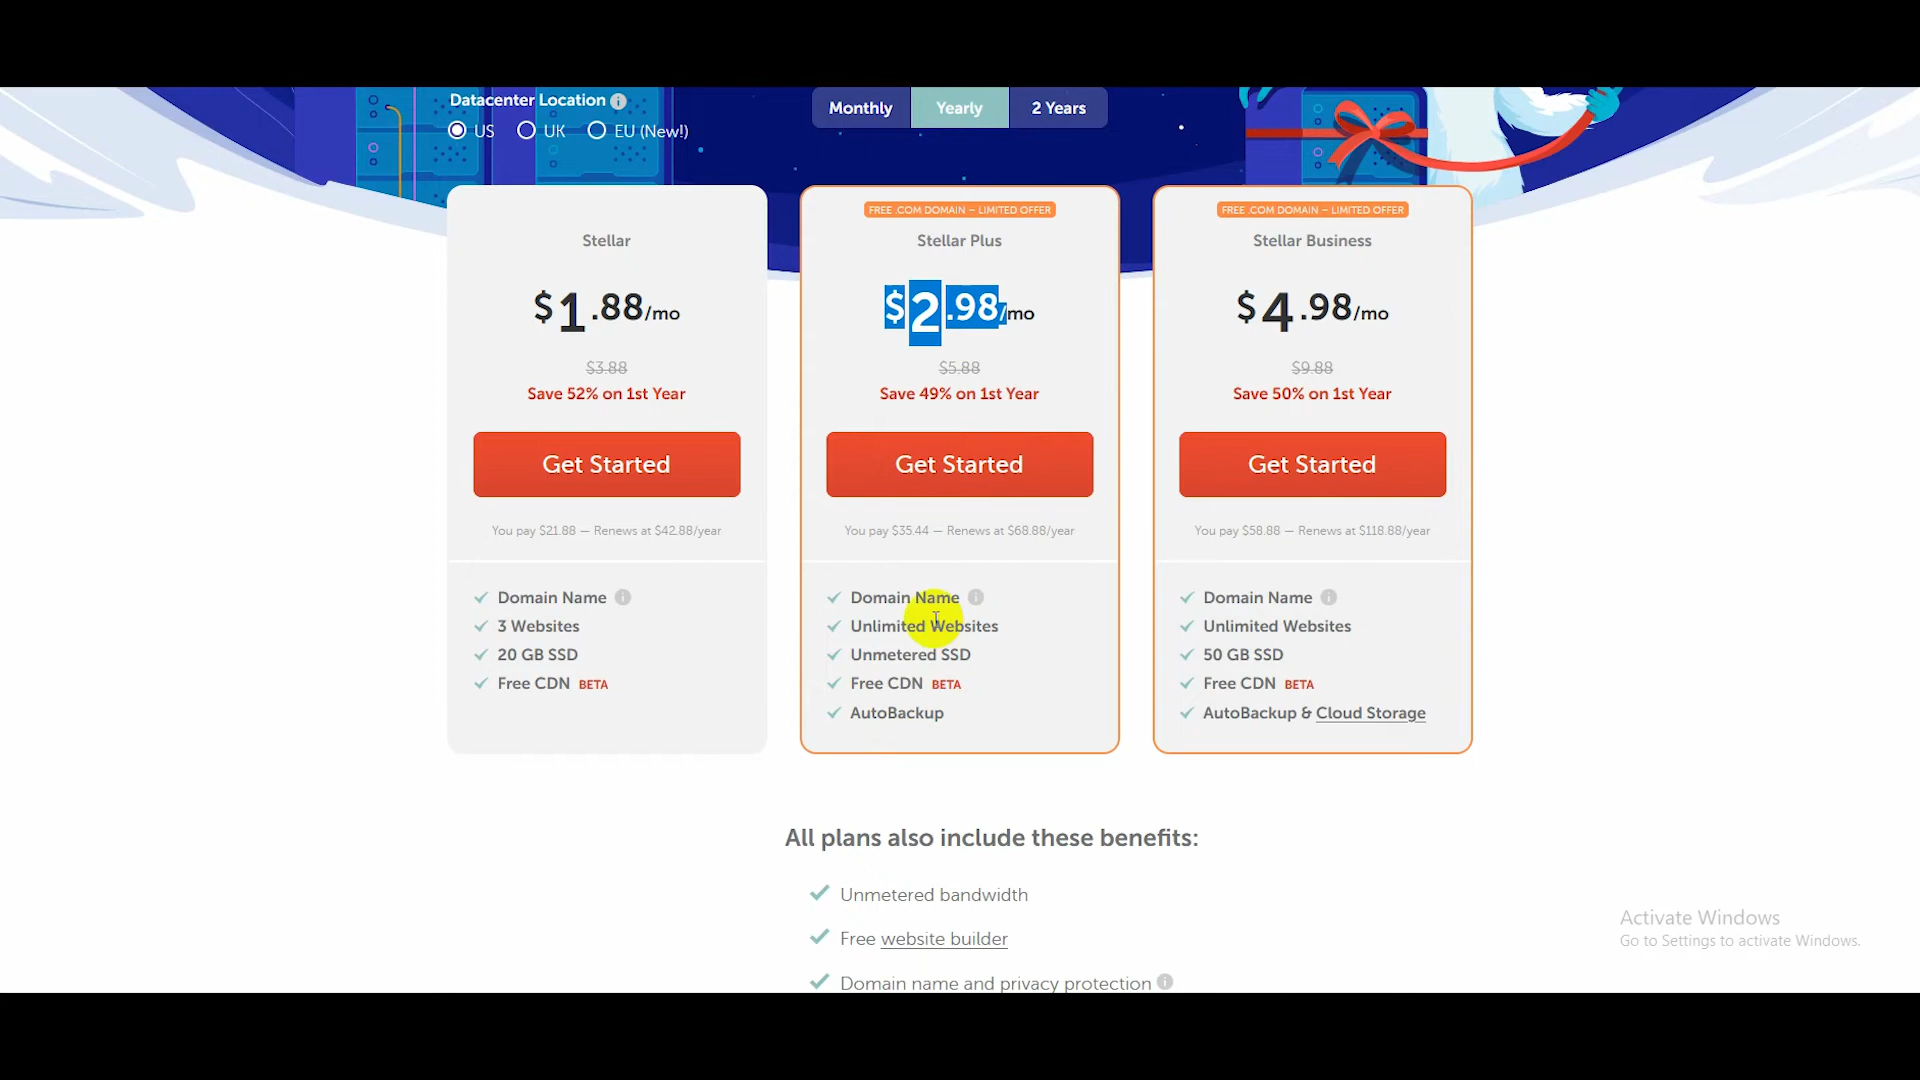 Datacenter Location
US UK EU (New!)
Monthly Yearly 2 Years
Stellar
$1.88/mo
$3.88
Save 52% on 1st Year
Get Started
You pay $21.88 — Renews at $42.88/year
Domain Name
3 Websites
20 GB SSD
Free CDN BETA
FREE .COM DOMAIN – LIMITED OFFER
Stellar Plus
$2.98/mo
$5.88
Save 49% on 1st Year
Get Started
You pay $35.44 — Renews at $68.88/year
Domain Name
Unlimited Websites
Unmetered SSD
Free CDN BETA
AutoBackup
FREE .COM DOMAIN – LIMITED OFFER
Stellar Business
$4.98/mo
$9.88
Save 50% on 1st Year
Get Started
You pay $58.88 — Renews at $118.88/year
Domain Name
Unlimited Websites
50 GB SSD
Free CDN BETA
AutoBackup & Cloud Storage
All plans also include these benefits:
Unmetered bandwidth
Free website builder
Domain name and privacy protection
Activate Windows
Go to Settings to activate Windows.